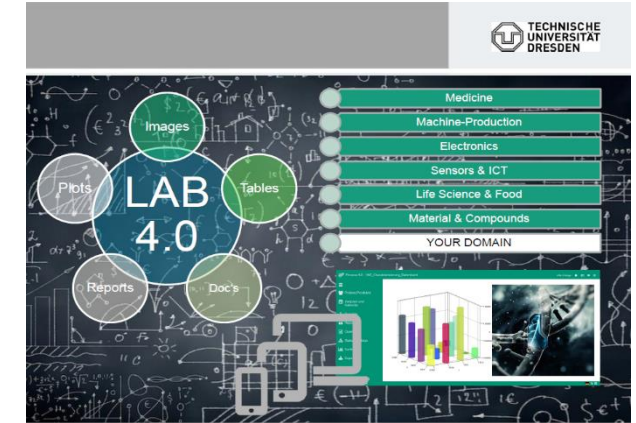 TECHNISCHE
UNIVERSITÄT
DRESDEN
Images
Plots
LAB
4.0
Tables
Reports
Doc's
Medicine
Machine-Production
Electronics
Sensors & ICT
Life Science & Food
Material & Compounds
YOUR DOMAIN